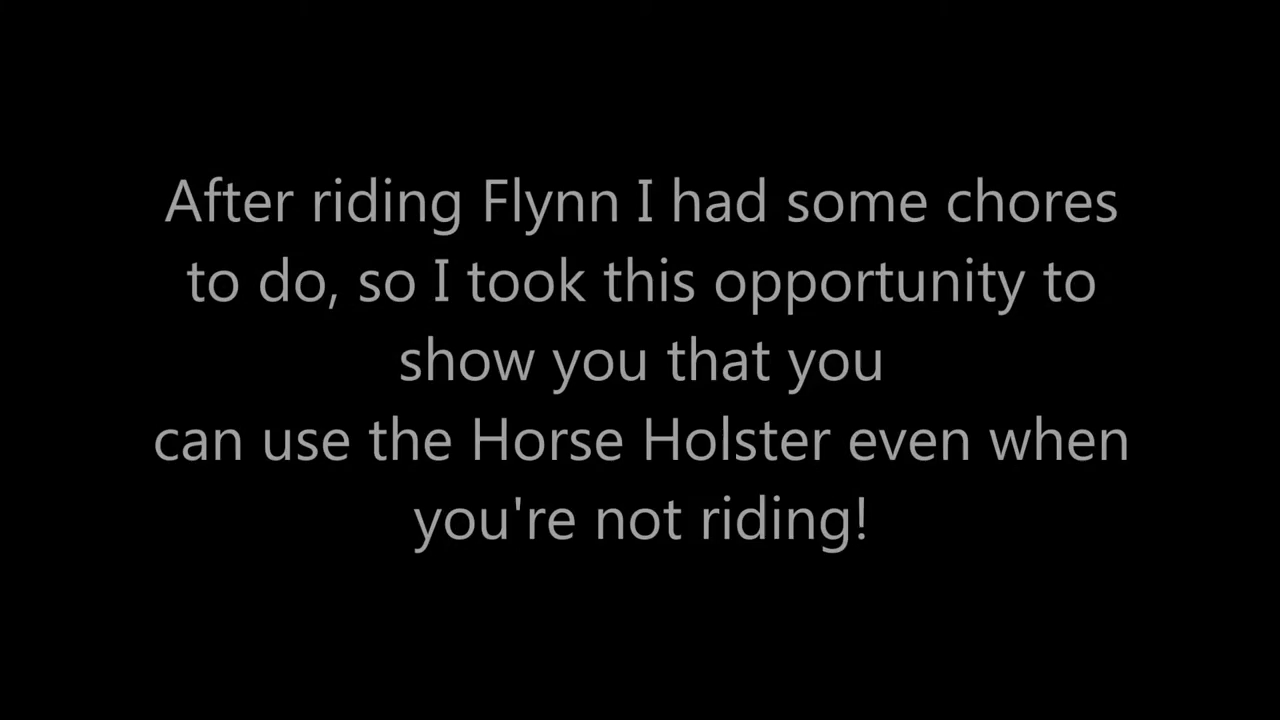 After riding Flynn I had some chores
to do, so I took this opportunity to
show you that you
can use the Horse Holster even when
you're not riding!